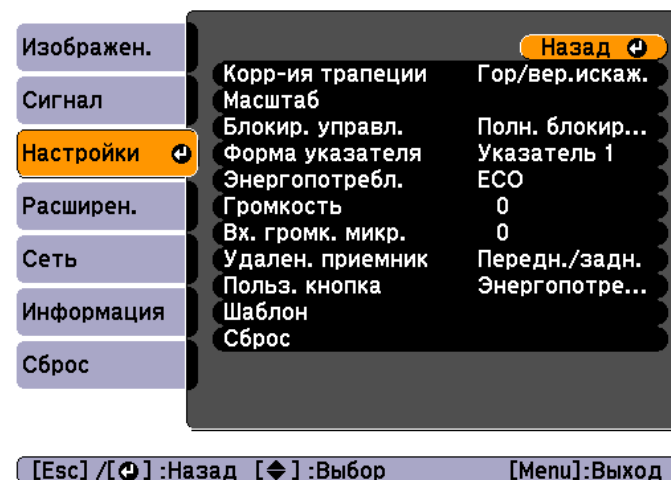 Изображен.
Сигнал
Настройки
Расширен.
Сеть
Информация
Сброс
Назад
Корр-ия трапеции Гор/вер.искаж.
Масштаб
Блокир. управл. Полн. блокир...
Форма указателя Указатель 1
Энергопотребл. ECO
Громкость 0
Вх. громк. микр. 0
Удален. приемник Передн./задн.
Польз. кнопка Энергопотре...
Шаблон
Сброс
[Esc] /[⏎] :Назад [◆] :Выбор [Menu]:Выход